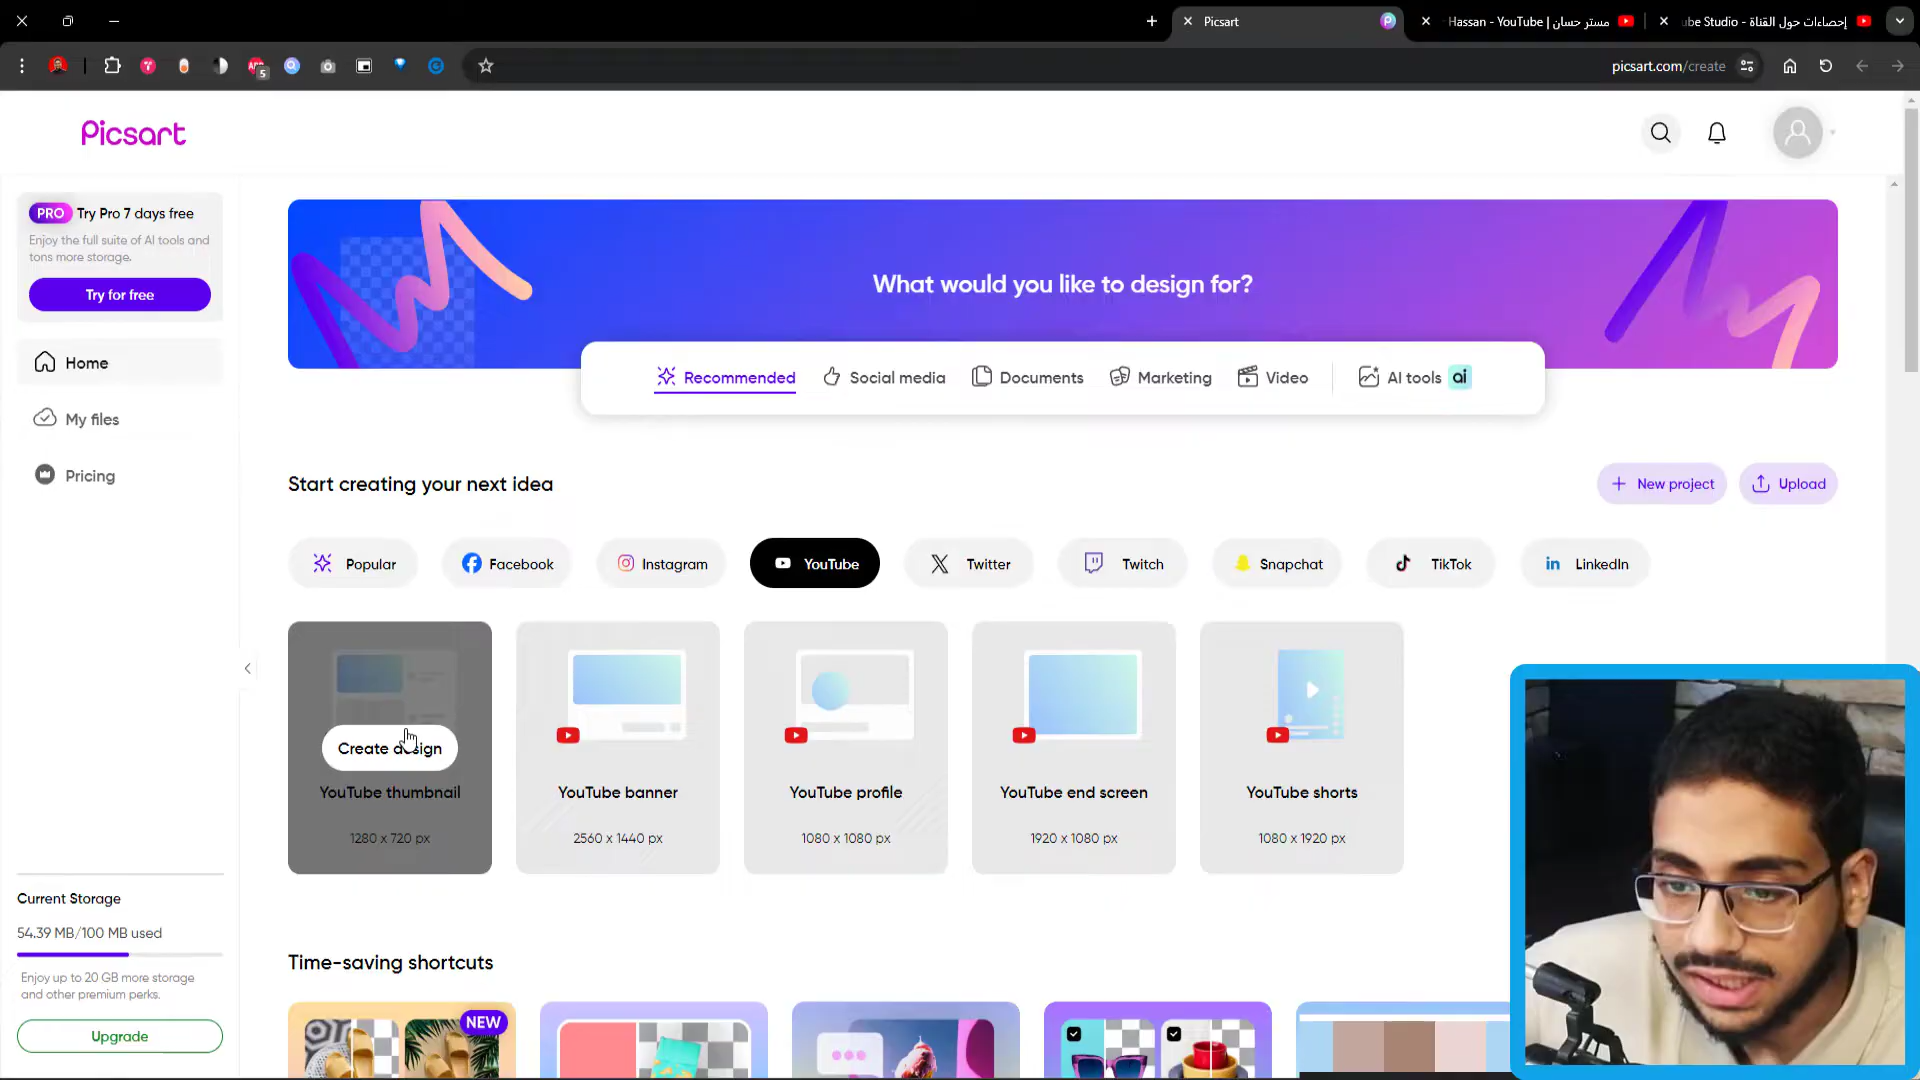 Picsart
Hassan - YouTube | مستر حسان
ube Studio - إحصاءات حول القناة
5
picsart.com/create
Picsart
PRO Try Pro 7 days free
Enjoy the full suite of AI tools and
tons more storage.
Try for free
Home
My files
Pricing
What would you like to design for?
Recommended
Social media
Documents
Marketing
Video
AI tools ai
Start creating your next idea
New project
Upload
Popular
Facebook
Instagram
YouTube
Twitter
Twitch
Snapchat
TikTok
LinkedIn
Create design
YouTube thumbnail
1280 x 720 px
YouTube banner
2560 x 1440 px
YouTube profile
1080 x 1080 px
YouTube end screen
1920 x 1080 px
YouTube shorts
1080 x 1920 px
Current Storage
54.39 MB/100 MB used
Enjoy up to 20 GB more storage
and other premium perks.
Upgrade
Time-saving shortcuts
NEW